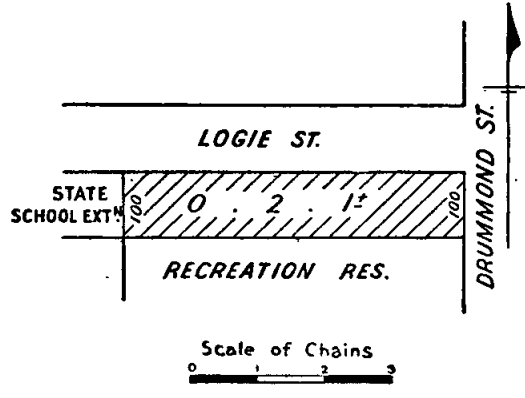 LOGIE ST.
DRUMMOND ST.
STATE
SCHOOL EXTN.
100
0 . 2 . 1±
100
RECREATION RES.
Scale of Chains
0 1 2 3